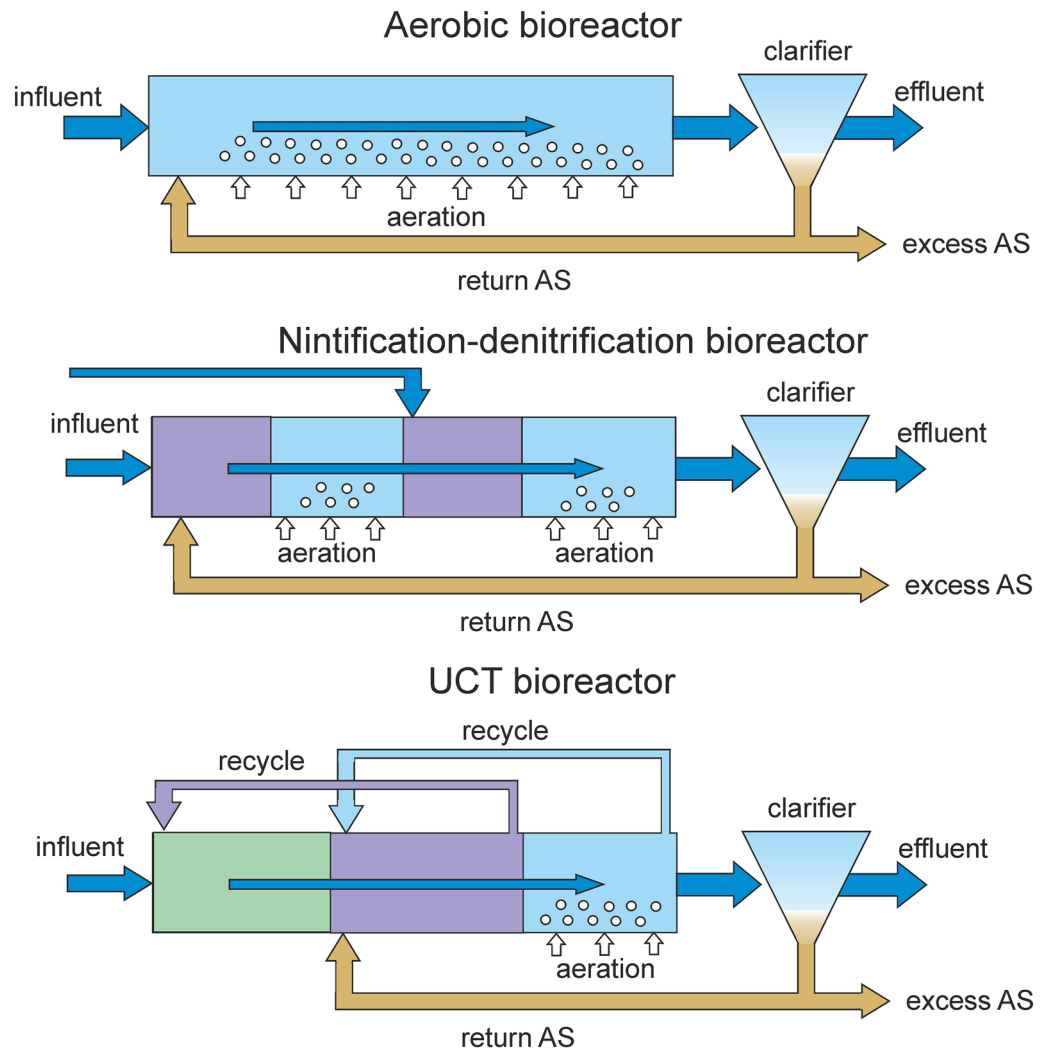 Aerobic bioreactor
clarifier
influent
effluent
aeration
excess AS
return AS
Nintification-denitrification bioreactor
clarifier
influent
effluent
aeration
aeration
excess AS
return AS
UCT bioreactor
recycle
recycle
clarifier
influent
effluent
aeration
excess AS
return AS